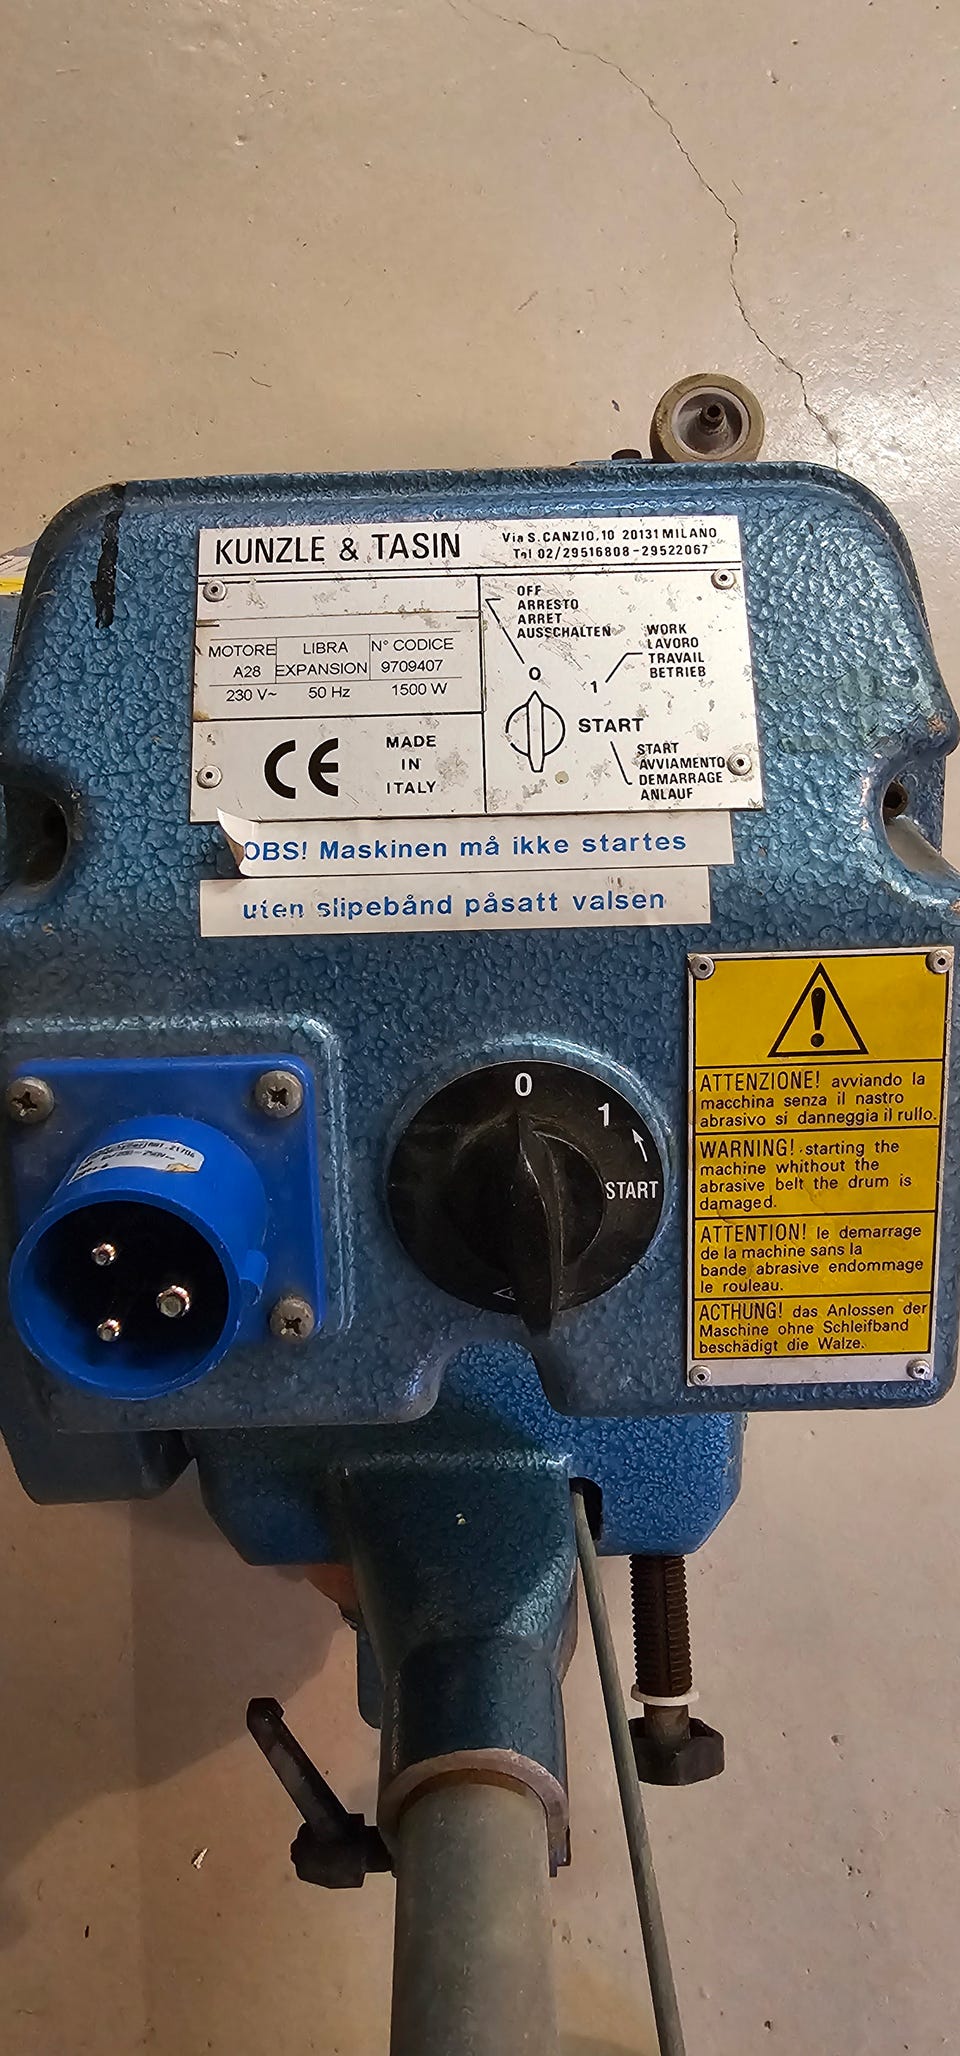 KUNZLE & TASIN
Via S. CANZIO, 10 20131 MILANO
Tel 02/29516808 - 29522067
MOTORE LIBRA N° CODICE
A28 EXPANSION 9709407
230 V~ 50 Hz 1500 W
CE
MADE
IN
ITALY
OFF
ARRESTO
ARRET
AUSSCHALTEN
WORK
LAVORO
TRAVAIL
BETRIEB
0
1
START
START
AVVIAMENTO
DEMARRAGE
ANLAUF
OBS! Maskinen må ikke startes
uten slipebånd påsatt valsen
0
1
START
ATTENZIONE! avviando la
macchina senza il nastro
abrasivo si danneggia il rullo.
WARNING! starting the
machine whithout the
abrasive belt the drum is
damaged.
ATTENTION! le demarrage
de la machine sans la
bande abrasive endommage
le rouleau.
ACTHUNG! das Anlossen der
Maschine ohne Schleifband
beschädigt die Walze.